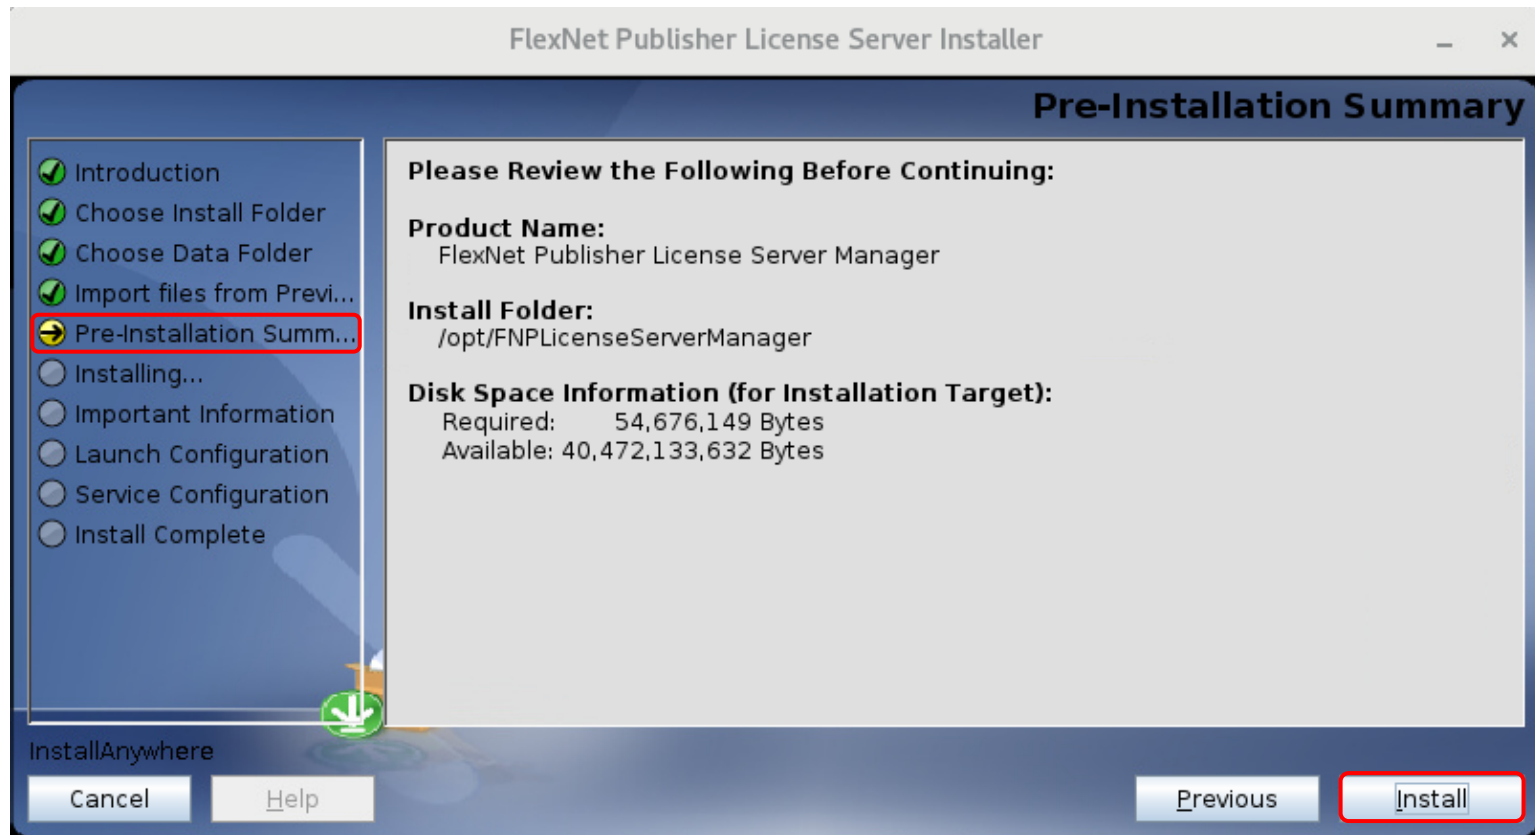 FlexNet Publisher License Server Installer
Pre-Installation Summary
Introduction
Choose Install Folder
Choose Data Folder
Import files from Previ...
Pre-Installation Summ...
Installing...
Important Information
Launch Configuration
Service Configuration
Install Complete
Please Review the Following Before Continuing:
Product Name:
FlexNet Publisher License Server Manager
Install Folder:
/opt/FNPLicenseServerManager
Disk Space Information (for Installation Target):
Required: 54,676,149 Bytes
Available: 40,472,133,632 Bytes
InstallAnywhere
Cancel
Help
Previous
Install